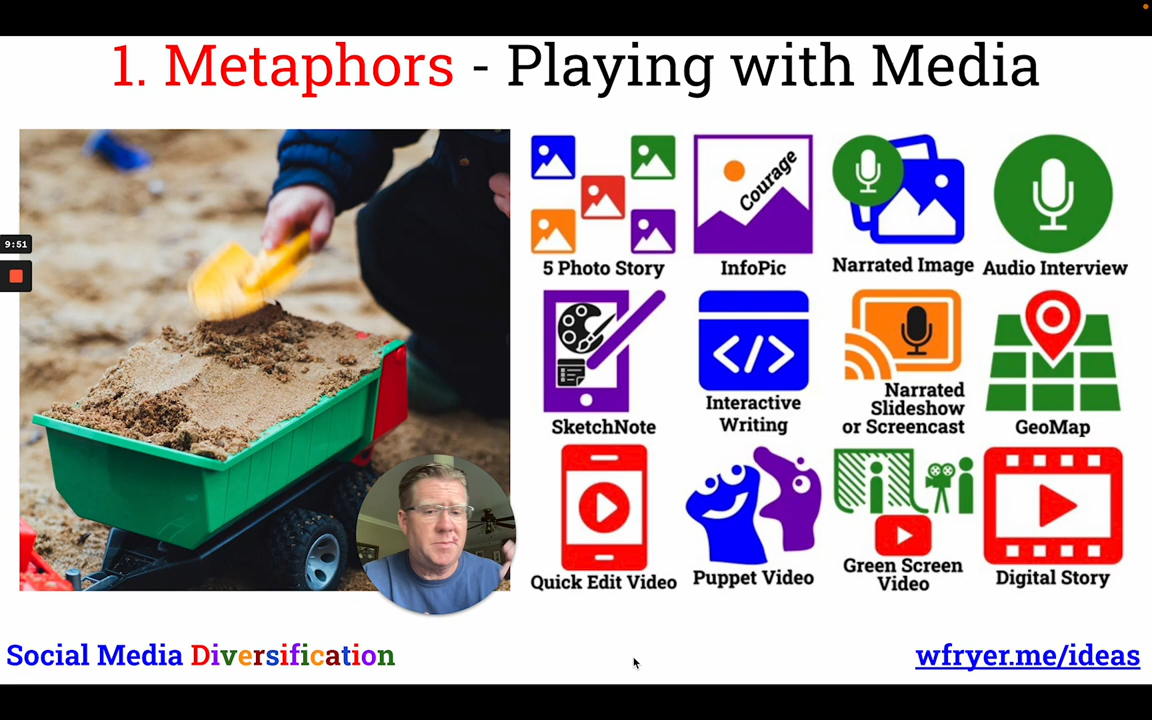 1. Metaphors - Playing with Media
9:51
5 Photo Story
Courage
InfoPic
Narrated Image
Audio Interview
SketchNote
Interactive
Writing
Narrated
Slideshow
or Screencast
GeoMap
Quick Edit Video
Puppet Video
Green Screen
Video
Digital Story
Social Media Diversification
wfryer.me/ideas